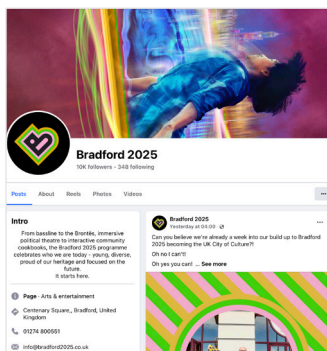 Bradford 2025
10K followers • 348 following
Posts About Reels Photos Videos
Intro
From bassline to the Brontës, immersive
political theatre to interactive community
cookbooks, the Bradford 2025 programme
celebrates who we are today - young, diverse,
proud of our heritage and focused on the
future.
It starts here.
Page · Arts & entertainment
Centenary Square,, Bradford, United
Kingdom
01274 800551
info@bradford2025.co.uk
Bradford 2025
Yesterday at 04:00 ·
Can you believe we're already a week into our build up to Bradford
2025 becoming the UK City of Culture?!
Oh no I can't!
Oh yes you can! ... See more